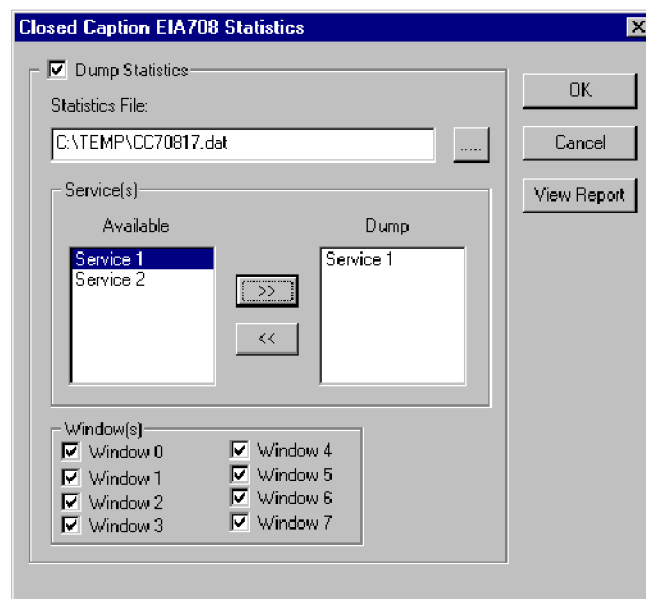 Closed Caption EIA708 Statistics
Dump Statistics
OK
Statistics File:
C:\TEMP\CC70817.dat
.....
Cancel
Service(s)
View Report
Available
Dump
Service 1
Service 2
>>
<<
Service 1
Window(s)
Window 0
Window 1
Window 2
Window 3
Window 4
Window 5
Window 6
Window 7